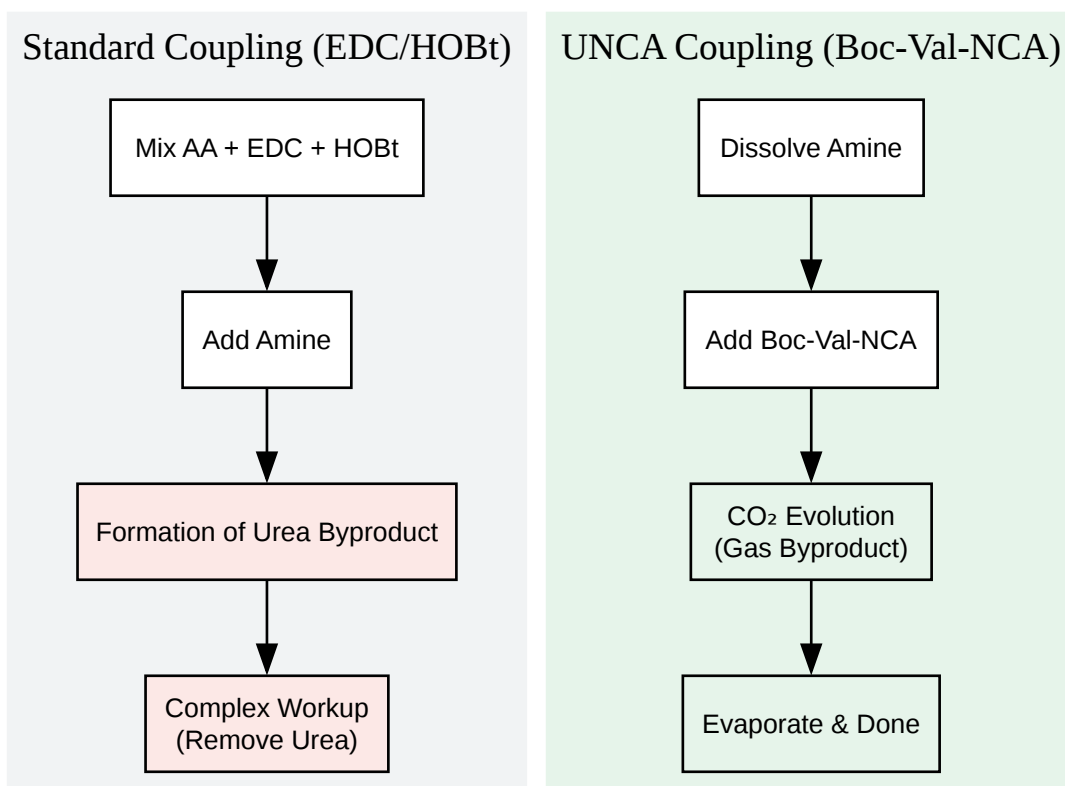 Standard Coupling (EDC/HOBt)
Mix AA + EDC + HOBt
Add Amine
Formation of Urea Byproduct
Complex Workup
(Remove Urea)
UNCA Coupling (Boc-Val-NCA)
Dissolve Amine
Add Boc-Val-NCA
CO₂ Evolution
(Gas Byproduct)
Evaporate & Done